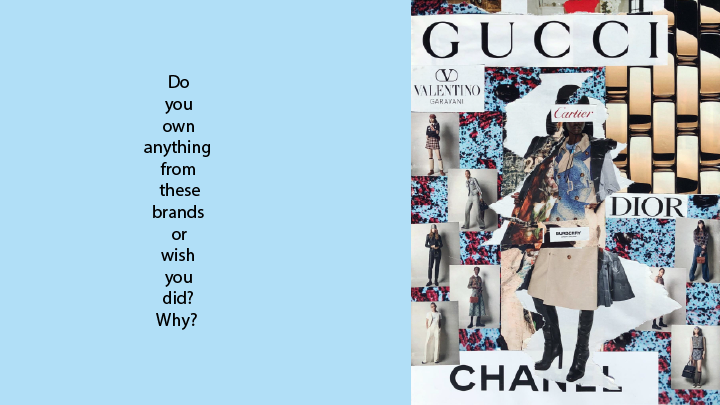 Do
you
own
anything
from
these
brands
or
wish
you
did?
Why?
GUCCI
VALENTINO
GARAVANI
Cartier
DIOR
BURBERRY
CHANEL